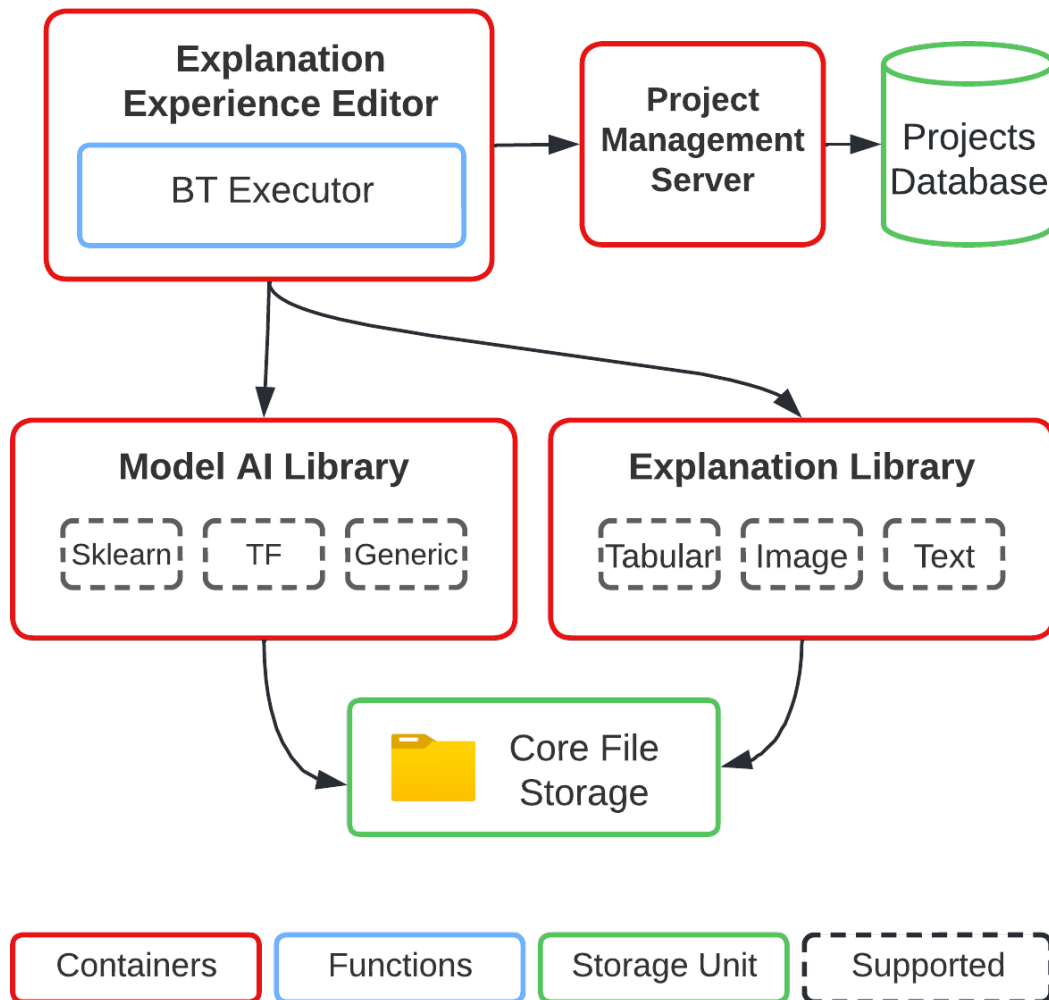 Explanation
Experience Editor
BT Executor
Project
Management
Server
Projects
Database
Model AI Library
Sklearn
TF
Generic
Explanation Library
Tabular
Image
Text
Core File
Storage
Containers
Functions
Storage Unit
Supported